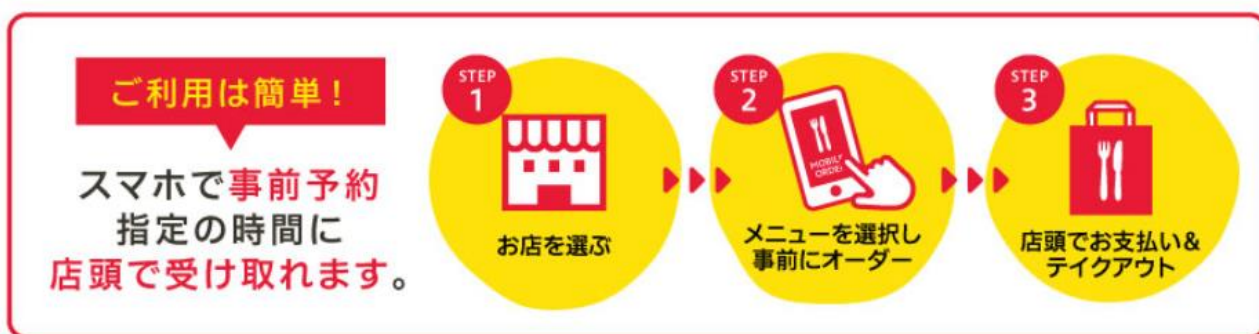 ご利用は簡単！
スマホで事前予約
指定の時間に
店頭で受け取れます。
STEP
1
お店を選ぶ
STEP
2
MOBILE
ORDER
メニューを選択し
事前にオーダー
STEP
3
店頭でお支払い&
テイクアウト